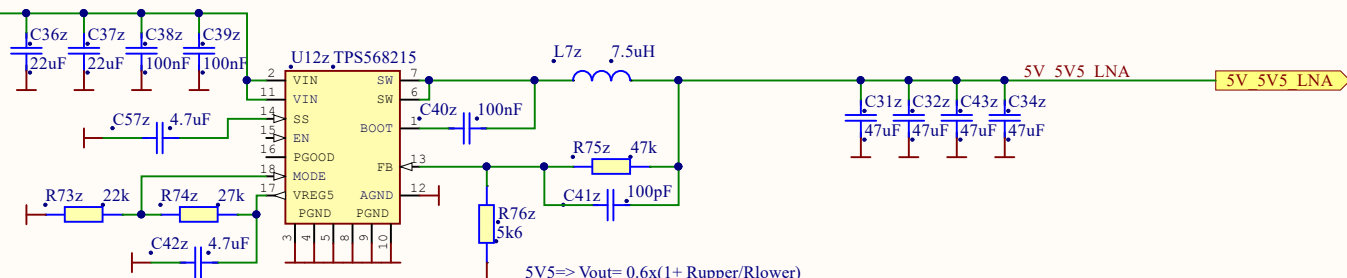 C36z C37z C38z C39z
22uF 22uF 100nF 100nF
U12z TPS568215
L7z 7.5uH
2 VIN SW 7
11 VIN SW 6
14 SS
15 EN BOOT 1
16 PGOOD
18 MODE FB 13
17 VREG5 AGND 12
PGND PGND
3 4 5 8 9 10
C57z 4.7uF
C40z 100nF
R73z 22k R74z 27k
C42z 4.7uF
R75z 47k
C41z 100pF
R76z
5k6
5V_5V5_LNA
5V_5V5_LNA
C31z C32z C43z C34z
47uF 47uF 47uF 47uF
5V5=> Vout= 0.6x(1+ Rupper/Rlower)